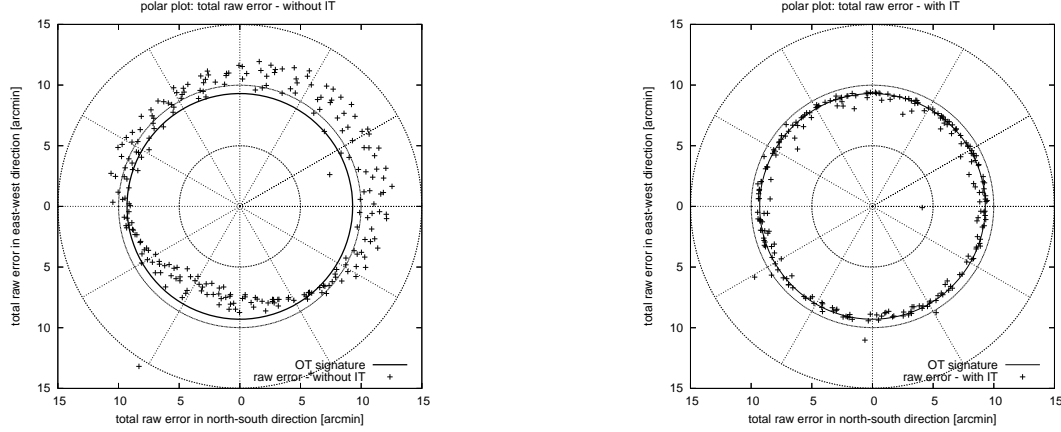 polar plot: total raw error - without IT
15
10
5
0
5
10
15
15 10 5 0 5 10 15
total raw error in east-west direction [arcmin]
total raw error in north-south direction [arcmin]
OT signature
raw error - without IT
polar plot: total raw error - with IT
15
10
5
0
5
10
15
15 10 5 0 5 10 15
total raw error in east-west direction [arcmin]
total raw error in north-south direction [arcmin]
OT signature
raw error - with IT